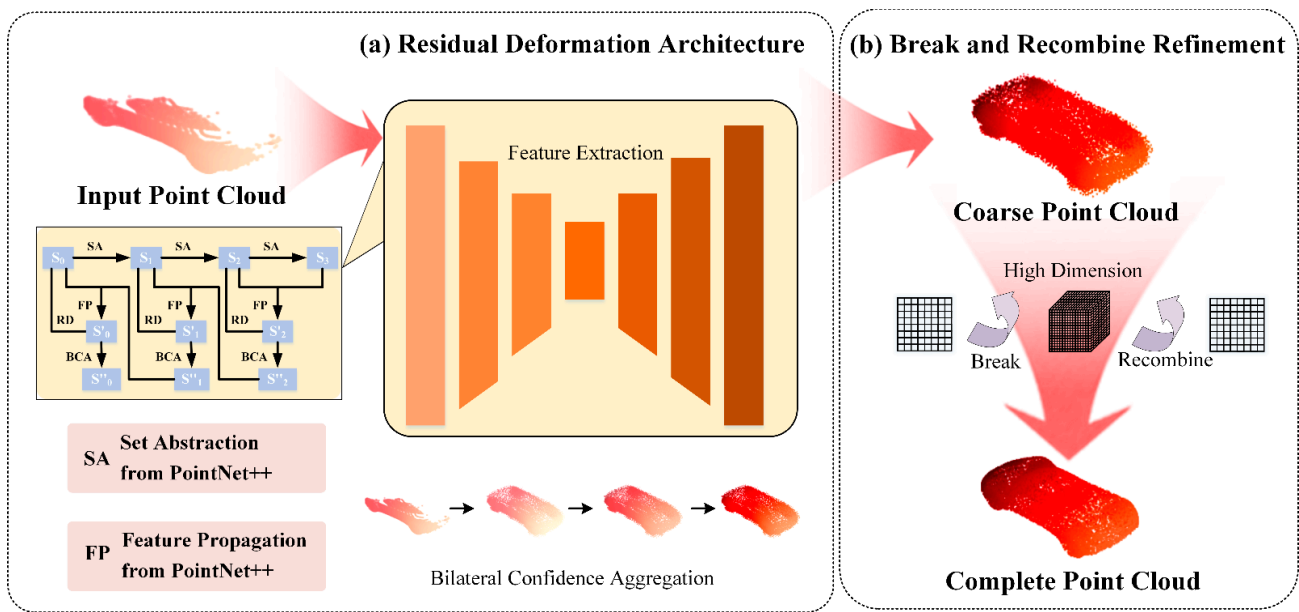 (a) Residual Deformation Architecture
Input Point Cloud
Feature Extraction
S₀ SA S₁ SA S₂ SA S₃
FP FP FP
RD S'₀ RD S'₁ RD S'₂
BCA BCA BCA
S''₀ S''₁ S''₂
SA Set Abstraction
from PointNet++
FP Feature Propagation
from PointNet++
Bilateral Confidence Aggregation
(b) Break and Recombine Refinement
Coarse Point Cloud
High Dimension
Break
Recombine
Complete Point Cloud